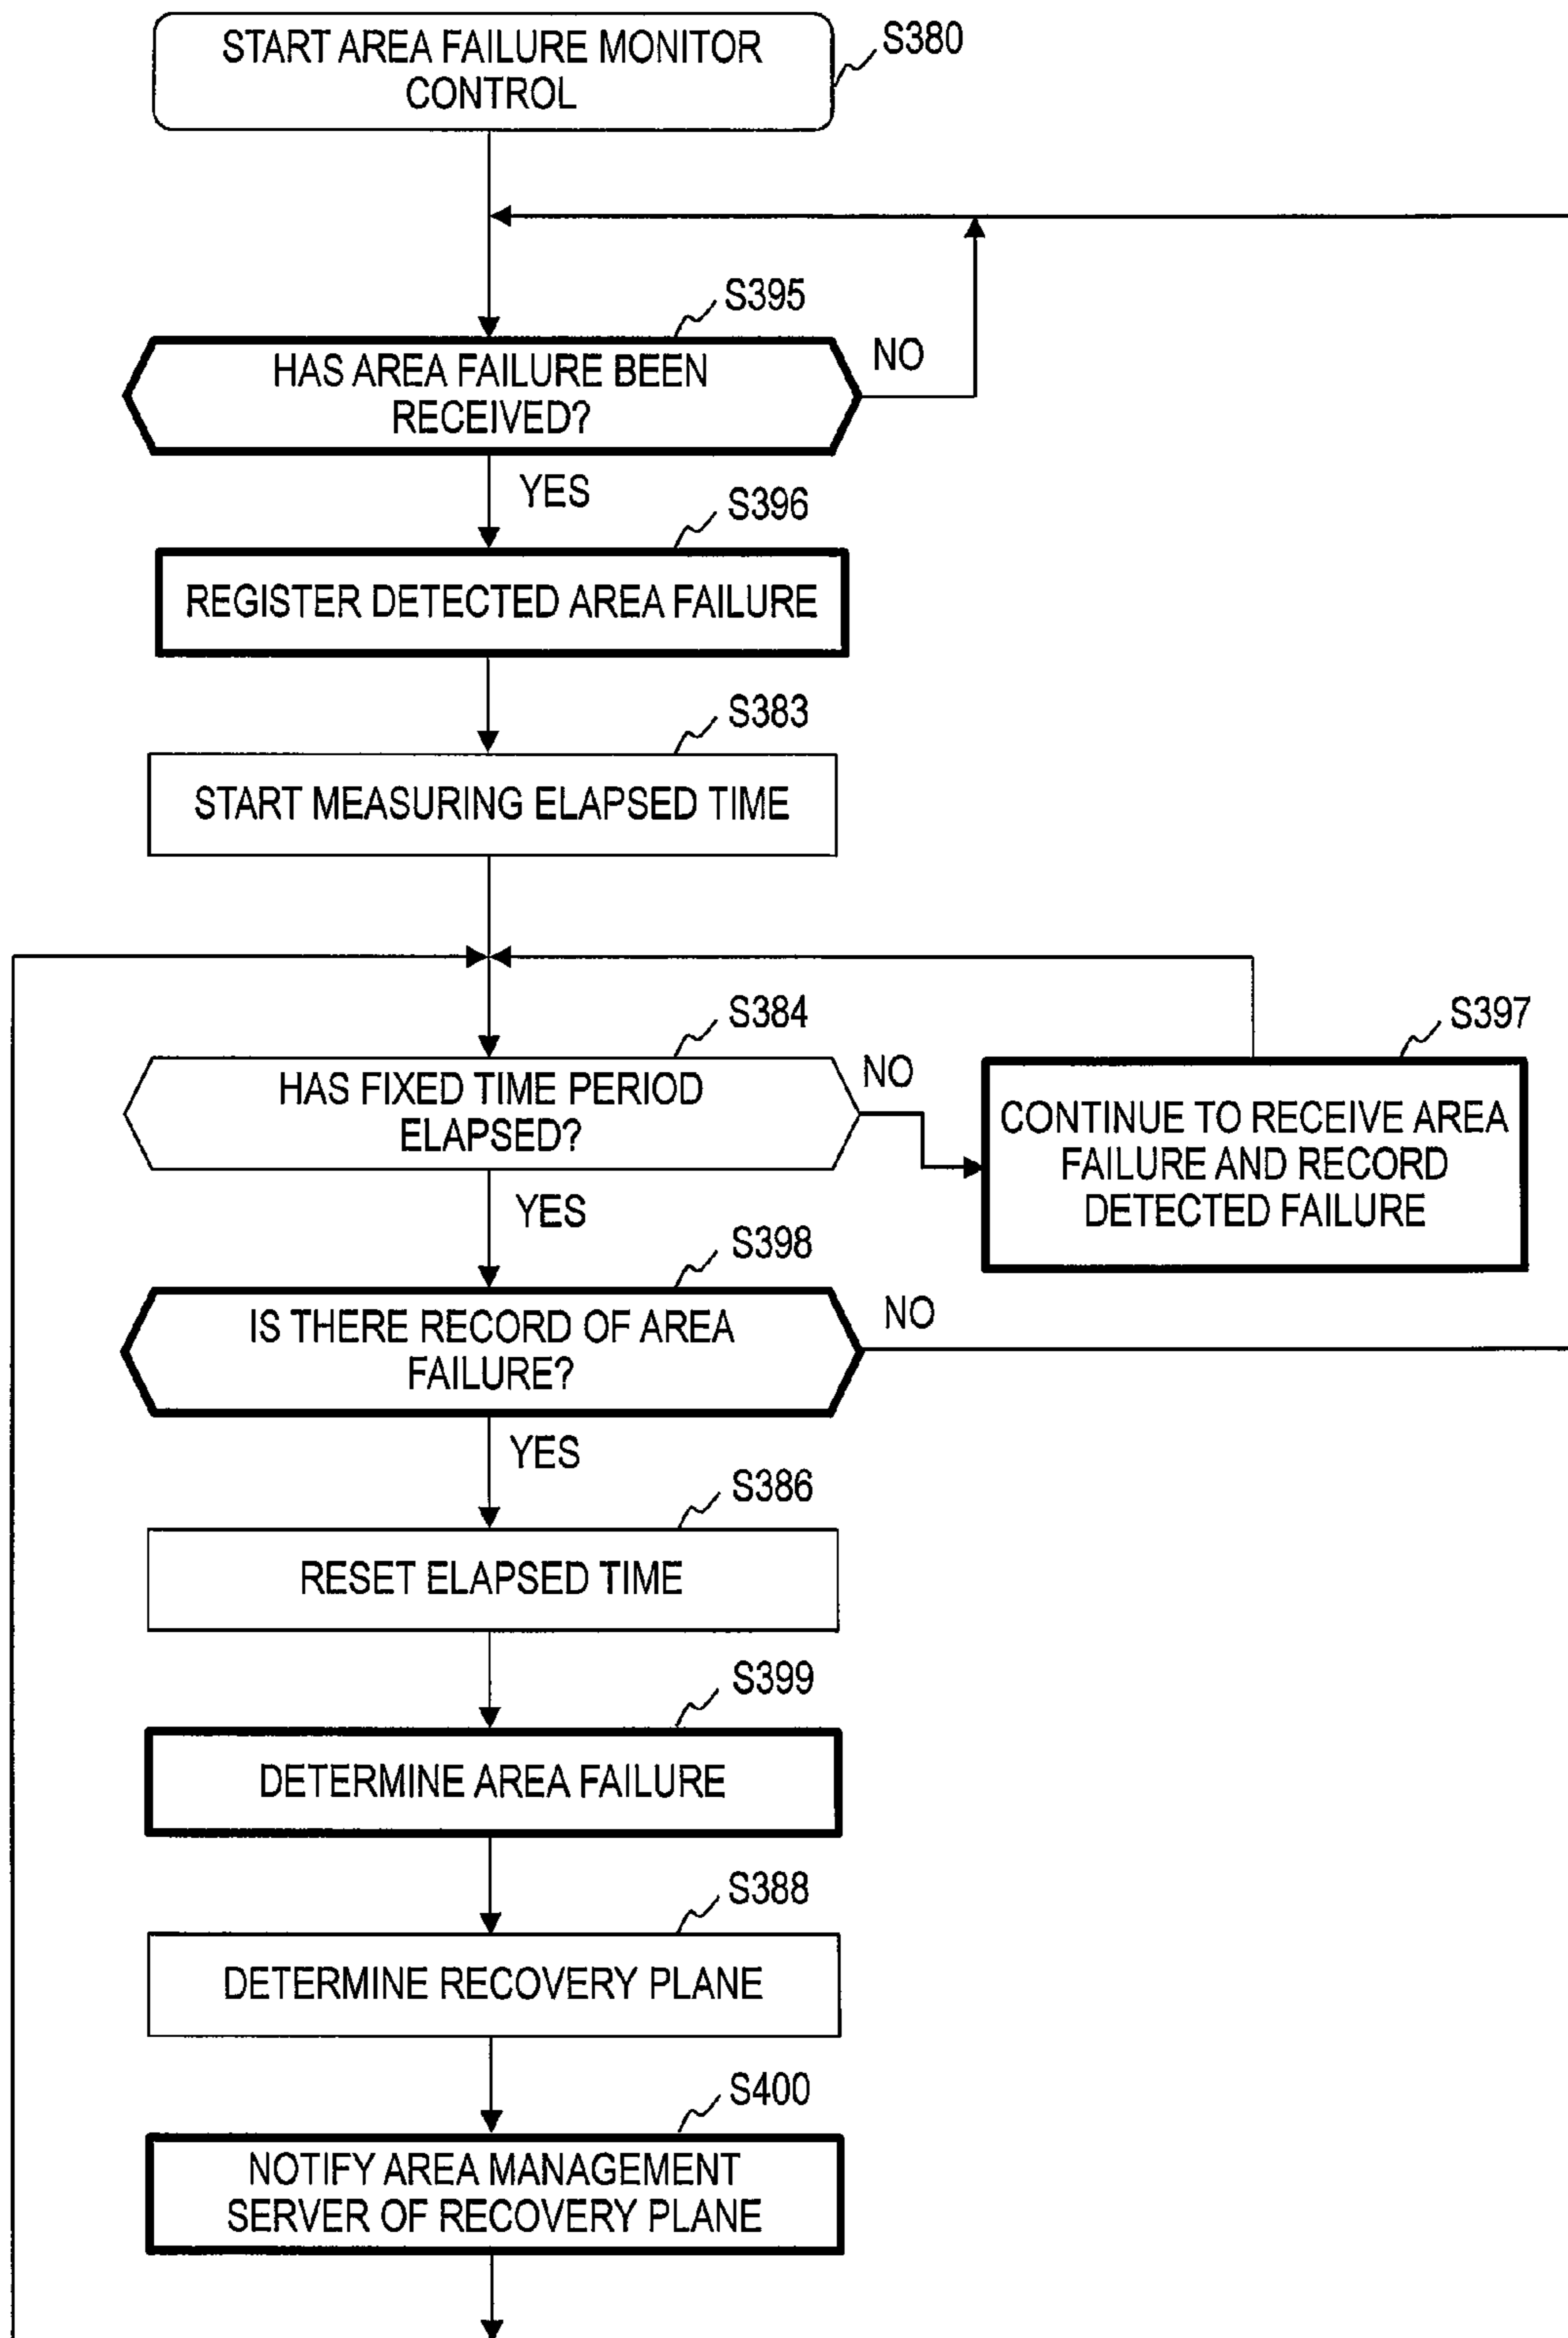 START AREA FAILURE MONITOR
CONTROL
S380
S395
HAS AREA FAILURE BEEN
RECEIVED?
NO
YES
S396
REGISTER DETECTED AREA FAILURE
S383
START MEASURING ELAPSED TIME
S384
HAS FIXED TIME PERIOD
ELAPSED?
NO
S397
CONTINUE TO RECEIVE AREA
FAILURE AND RECORD
DETECTED FAILURE
YES
S398
IS THERE RECORD OF AREA
FAILURE?
NO
YES
S386
RESET ELAPSED TIME
S399
DETERMINE AREA FAILURE
S388
DETERMINE RECOVERY PLANE
S400
NOTIFY AREA MANAGEMENT
SERVER OF RECOVERY PLANE